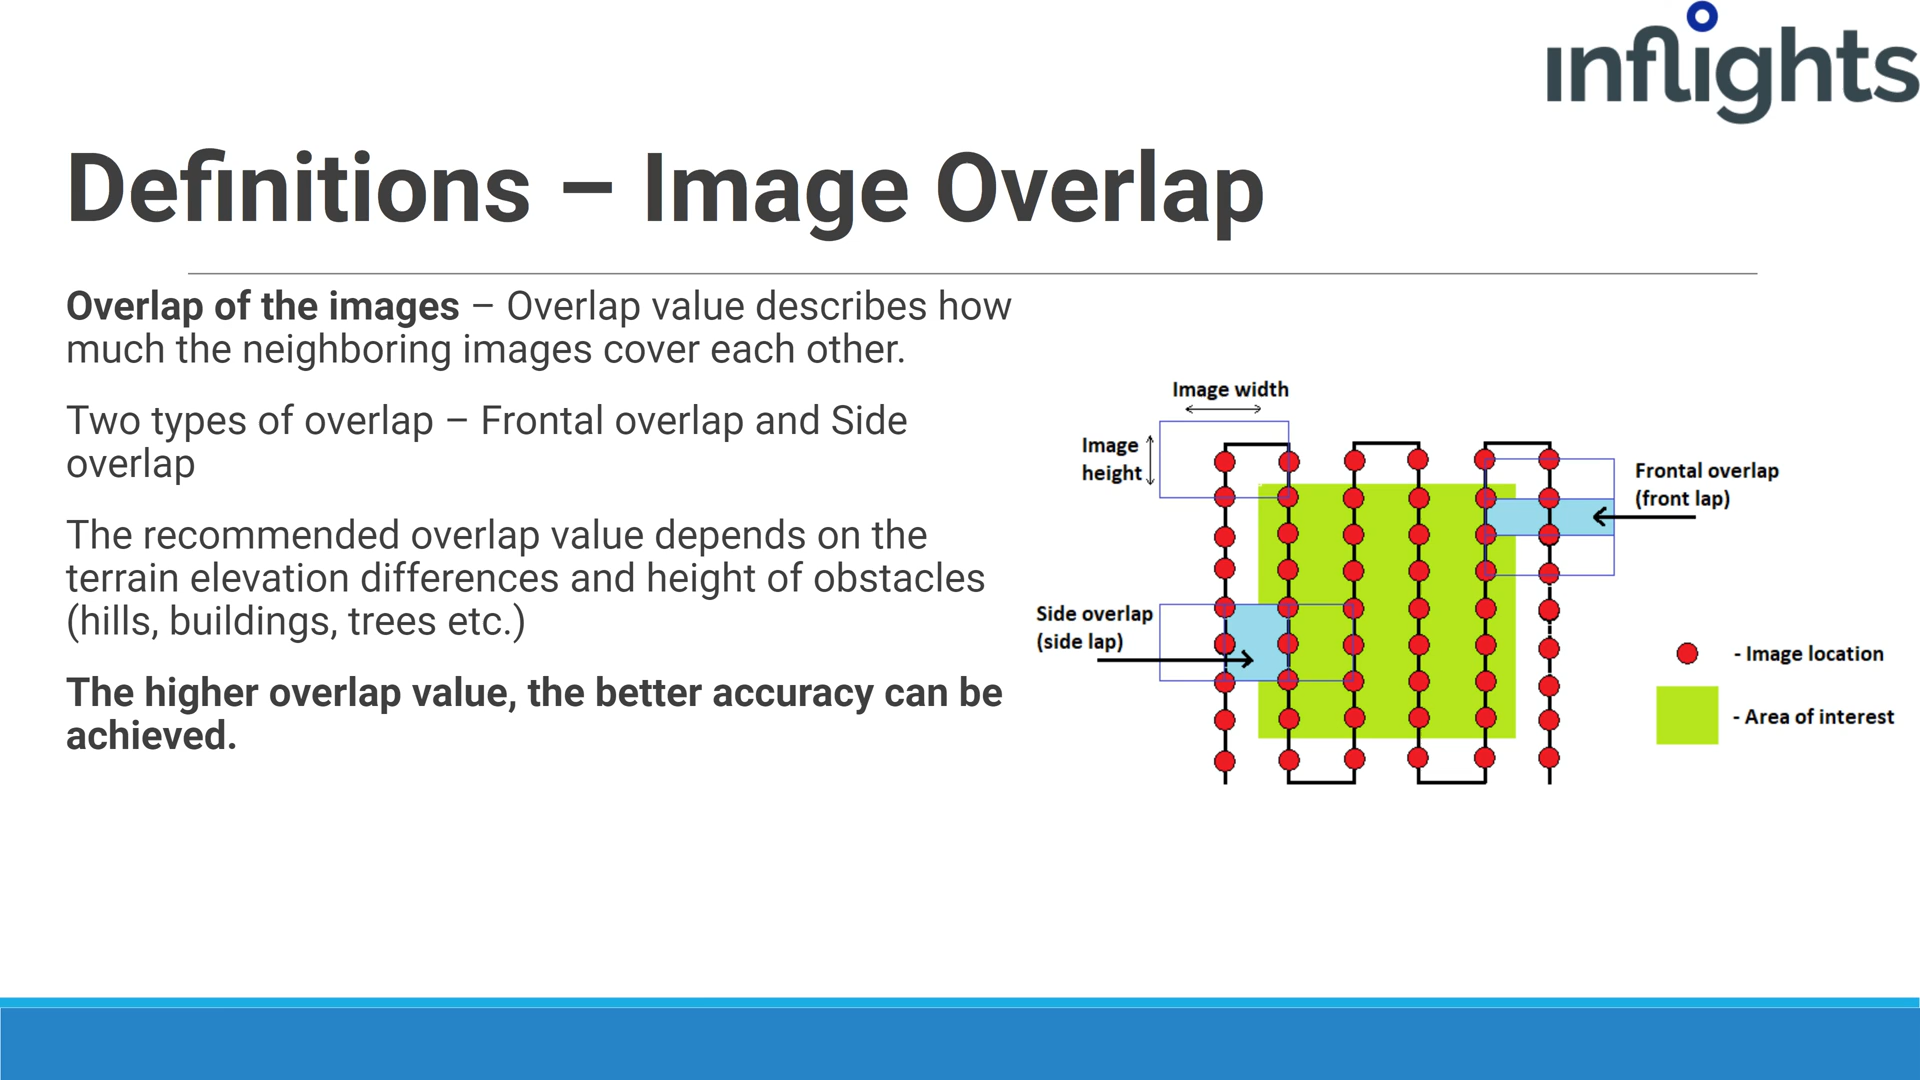 inflights
Definitions – Image Overlap
Overlap of the images – Overlap value describes how
much the neighboring images cover each other.
Two types of overlap – Frontal overlap and Side
overlap
The recommended overlap value depends on the
terrain elevation differences and height of obstacles
(hills, buildings, trees etc.)
The higher overlap value, the better accuracy can be
achieved.
Image width
Image
height
Frontal overlap
(front lap)
Side overlap
(side lap)
- Image location
- Area of interest